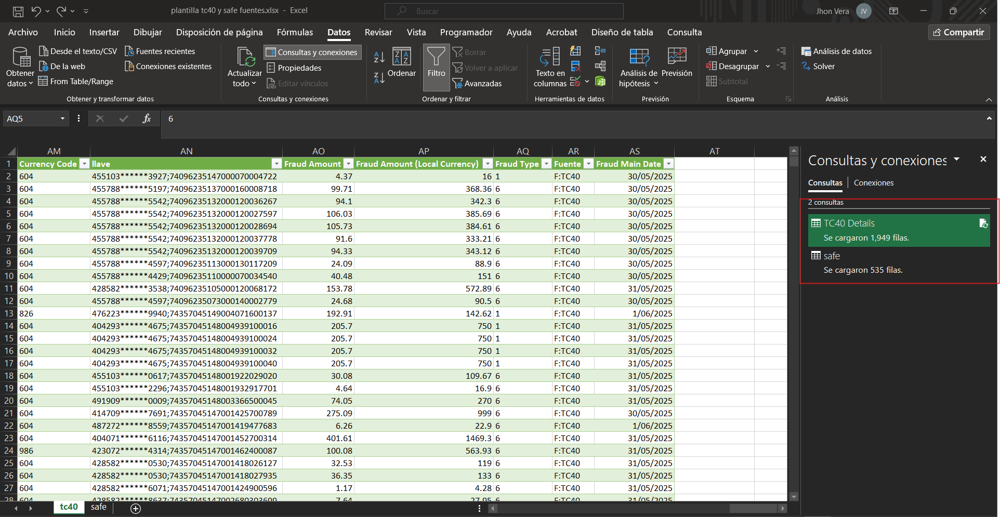 plantilla tc40 y safe fuentes.xlsx - Excel
Buscar
Jhon Vera JV
Archivo Inicio Insertar Dibujar Disposición de página Fórmulas Datos Revisar Vista Programador Ayuda Acrobat Diseño de tabla Consulta Compartir
Obtener datos
Desde el texto/CSV
De la web
From Table/Range
Fuentes recientes
Conexiones existentes
Obtener y transformar datos
Actualizar todo
Consultas y conexiones
Propiedades
Editar vínculos
Consultas y conexiones
Ordenar
Filtro
Borrar
Volver a aplicar
Avanzadas
Ordenar y filtrar
Texto en columnas
Herramientas de datos
Análisis de hipótesis
Previsión
Previsión
Agrupar
Desagrupar
Subtotal
Esquema
Análisis de datos
Solver
Análisis
AQ5 fx 6
AM AN AO AP AQ AR AS AT
1 Currency Code llave Fraud Amount Fraud Amount (Local Currency) Fraud Type Fuente Fraud Main Date
2 604 455103******3927;74096235147000070004722 4.37 16 1 F:TC40 30/05/2025
3 604 455788******5197;74096235137000160008718 99.71 368.36 6 F:TC40 30/05/2025
4 604 455788******5542;74096235132000120036267 94.1 342.3 6 F:TC40 30/05/2025
5 604 455788******5542;74096235132000120027597 106.03 385.69 6 F:TC40 30/05/2025
6 604 455788******5542;74096235132000120028694 105.73 384.61 6 F:TC40 30/05/2025
7 604 455788******5542;74096235132000120037778 91.6 333.21 6 F:TC40 30/05/2025
8 604 455788******5542;74096235132000120039709 94.33 343.12 6 F:TC40 30/05/2025
9 604 455788******4597;74096235113000130117209 24.09 88.9 6 F:TC40 30/05/2025
10 604 455788******4429;74096235110000070034540 40.48 151 6 F:TC40 30/05/2025
11 604 428582******3538;74096235105000120068172 153.78 572.89 6 F:TC40 31/05/2025
12 604 455788******4597;74096235073000140002779 24.68 90.5 6 F:TC40 30/05/2025
13 826 476223******9940;74357045149004071600137 192.91 142.62 1 F:TC40 1/06/2025
14 604 404293******4675;74357045148004939100016 205.7 750 1 F:TC40 31/05/2025
15 604 404293******4675;74357045148004939100024 205.7 750 1 F:TC40 31/05/2025
16 604 404293******4675;74357045148004939100032 205.7 750 1 F:TC40 31/05/2025
17 604 404293******4675;74357045148004939100040 205.7 750 1 F:TC40 31/05/2025
18 604 455103******0617;74357045148001922029020 30.08 109.67 6 F:TC40 31/05/2025
19 604 455103******2296;74357045148001932917701 4.64 16.9 6 F:TC40 31/05/2025
20 604 491909******0009;74357045148003366500045 74.05 270 6 F:TC40 31/05/2025
21 604 414709******7691;74357045147001425700789 275.09 999 6 F:TC40 30/05/2025
22 604 487272******8559;74357045147001419477683 6.26 22.9 6 F:TC40 1/06/2025
23 604 404071******6116;74357045147001452700314 401.61 1469.3 6 F:TC40 31/05/2025
24 986 423072******4314;74357045147001462400087 100.08 563.93 6 F:TC40 31/05/2025
25 604 428582******0530;74357045147001418026127 32.53 119 6 F:TC40 31/05/2025
26 604 428582******0530;74357045147001418027935 36.35 133 6 F:TC40 31/05/2025
27 604 428582******6071;74357045147001424900596 1.17 4.28 6 F:TC40 31/05/2025
28 604 428582******8637;74357045147002680303699 7.64 27.95 6 F:TC40 31/05/2025
Consultas y conexiones
Consultas Conexiones
2 consultas
TC40 Details
Se cargaron 1,949 filas.
safe
Se cargaron 535 filas.
tc40 safe